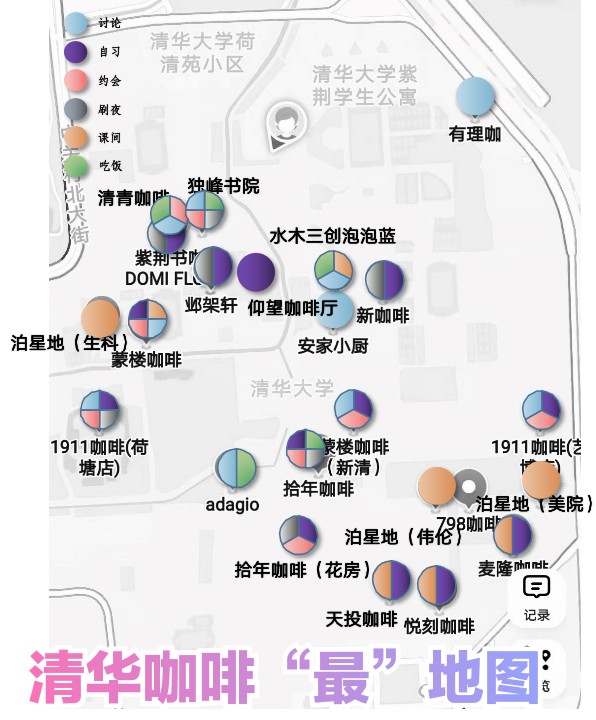 讨论
自习
约会
刷夜
课间
吃饭
清华大学荷
清苑小区
清华大学紫
荆学生公寓
北大街
有理咖
独峰书院
清青咖啡
水木三创泡泡蓝
紫荆书咖
DOMI FLO
邺架轩
仰望咖啡厅
新咖啡
安家小厨
泊星地（生科）
蒙楼咖啡
清华大学
1911咖啡(荷
塘店)
蒙楼咖啡
（新清）
1911咖啡(艺
拾年咖啡
adagio
泊星地（美院）
798咖啡
泊星地（伟伦）
拾年咖啡（花房）
麦隆咖啡
天投咖啡
悦刻咖啡
记录
览
清华咖啡“最”地图